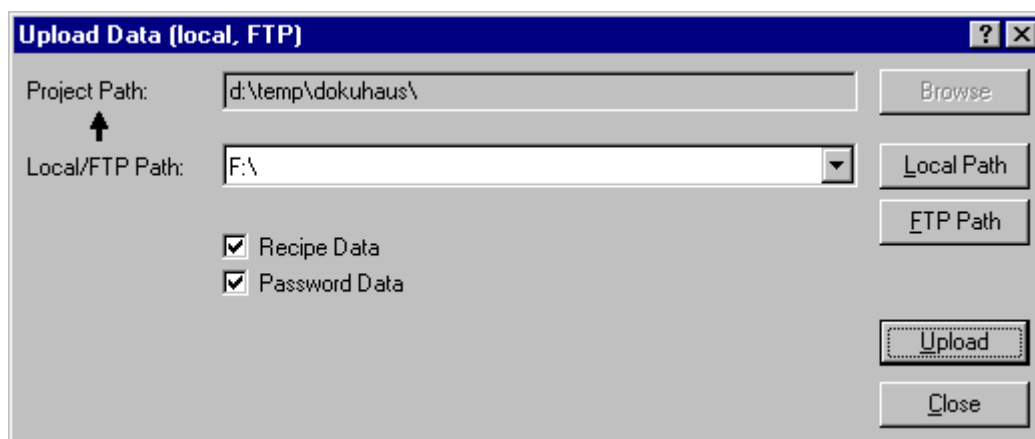 Upload Data (local, FTP)
Project Path: d:\temp\dokuhaus\ Browse
Local/FTP Path: F:\ Local Path
FTP Path
Recipe Data
Password Data
Upload
Close